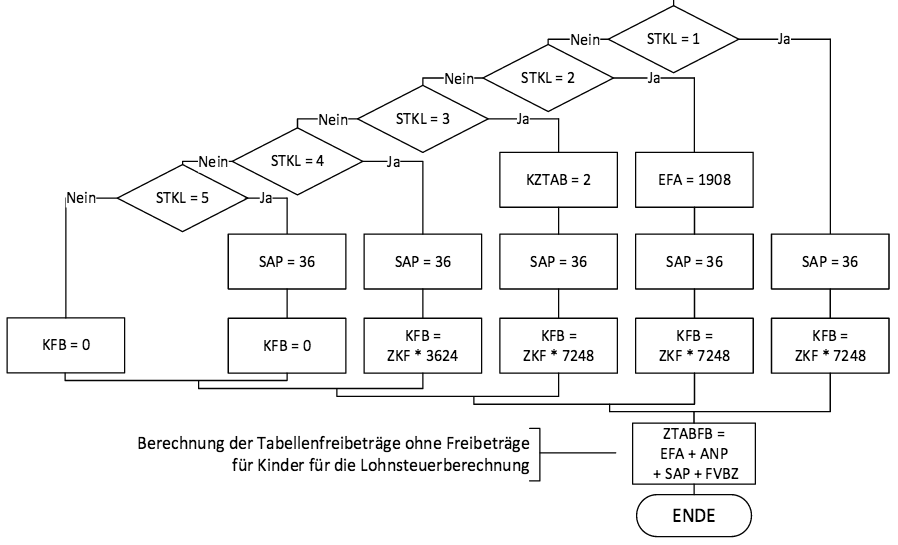 STKL = 1
Nein
Ja
STKL = 2
Nein
Ja
STKL = 3
Nein
Ja
STKL = 4
Nein
Ja
STKL = 5
Nein
Ja
KZTAB = 2
EFA = 1908
SAP = 36
SAP = 36
SAP = 36
SAP = 36
SAP = 36
KFB = 0
KFB = 0
KFB =
ZKF * 3624
KFB =
ZKF * 7248
KFB =
ZKF * 7248
KFB =
ZKF * 7248
Berechnung der Tabellenfreibeträge ohne Freibeträge
für Kinder für die Lohnsteuerberechnung
ZTABFB =
EFA + ANP
+ SAP + FVBZ
ENDE